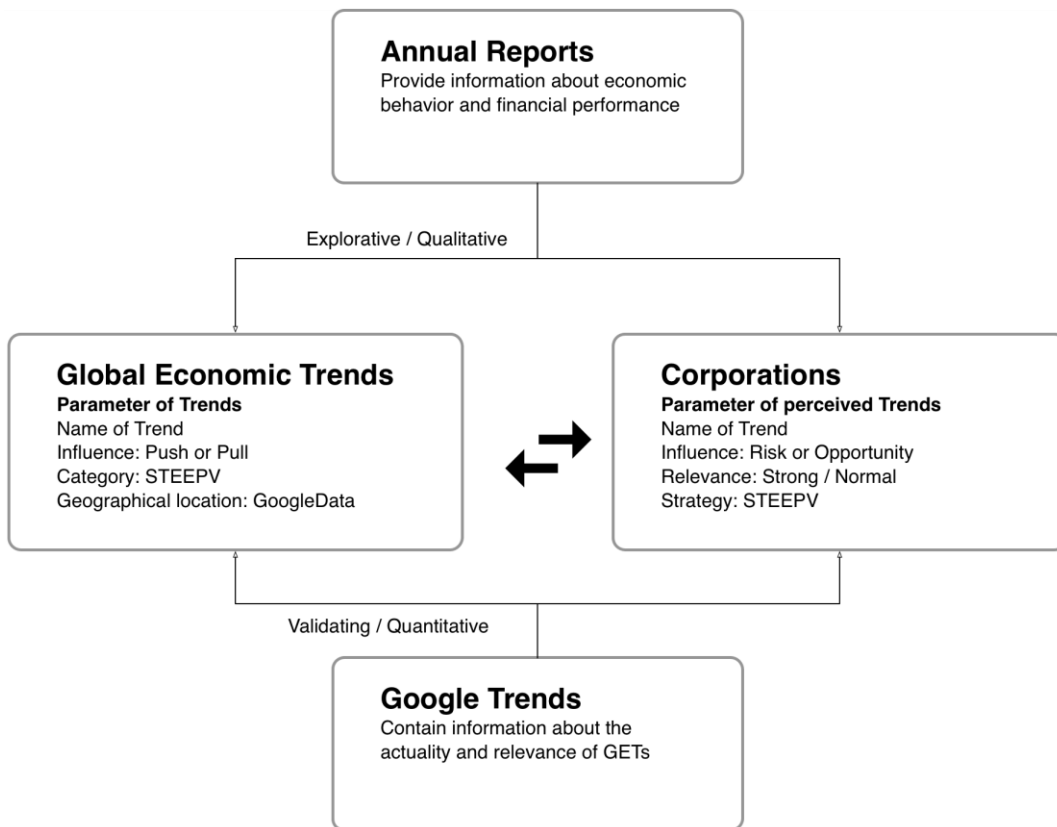 Annual Reports
Provide information about economic
behavior and financial performance
Explorative / Qualitative
Global Economic Trends
Parameter of Trends
Name of Trend
Influence: Push or Pull
Category: STEEPV
Geographical location: GoogleData
Corporations
Parameter of perceived Trends
Name of Trend
Influence: Risk or Opportunity
Relevance: Strong / Normal
Strategy: STEEPV
Validating / Quantitative
Google Trends
Contain information about the
actuality and relevance of GETs